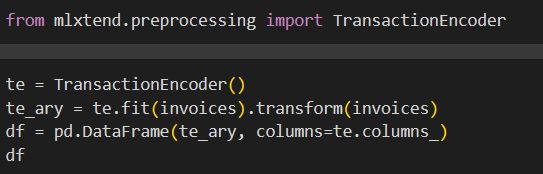 from mlxtend.preprocessing import TransactionEncoder
te = TransactionEncoder()
te_ary = te.fit(invoices).transform(invoices)
df = pd.DataFrame(te_ary, columns=te.columns_)
df